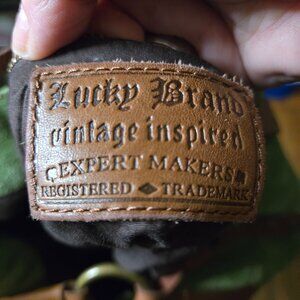 Lucky Brand
vintage inspired
EXPERT MAKERS
REGISTERED TRADEMARK